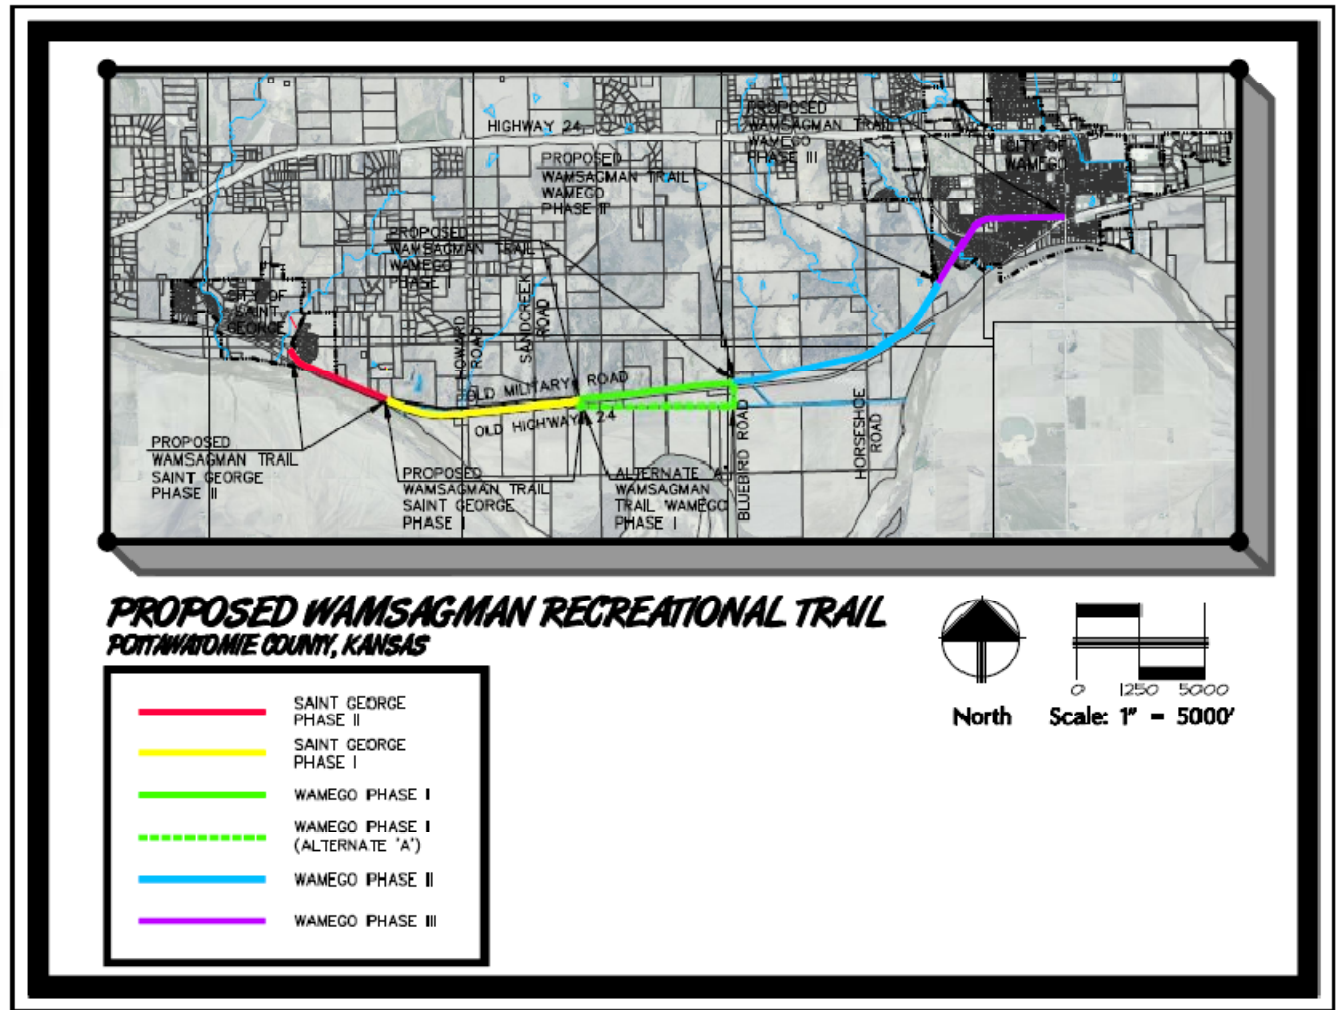 PROPOSED
WAMSAGMAN TRAIL
WAMEGO
PHASE III
HIGHWAY 24
CITY OF
WAMEGO
PROPOSED
WAMSAGMAN TRAIL
WAMEGO
PHASE II
PROPOSED
WAMSAGMAN TRAIL
WAMEGO
PHASE I
CITY OF
SAINT
GEORGE
HOWARD
ROAD
SANDCREEK
ROAD
OLD MILITARY ROAD
OLD HIGHWAY 24
BLUEBIRD ROAD
HORSESHOE
ROAD
PROPOSED
WAMSAGMAN TRAIL
SAINT GEORGE
PHASE II
PROPOSED
WAMSAGMAN TRAIL
SAINT GEORGE
PHASE I
ALTERNATE 'A'
WAMSAGMAN
TRAIL WAMEGO
PHASE I
PROPOSED WAMSAGMAN RECREATIONAL TRAIL
POTTAWATOMIE COUNTY, KANSAS
SAINT GEORGE
PHASE II
SAINT GEORGE
PHASE I
WAMEGO PHASE I
WAMEGO PHASE I
(ALTERNATE 'A')
WAMEGO PHASE II
WAMEGO PHASE III
North
0 1250 5000
Scale: 1" = 5000'